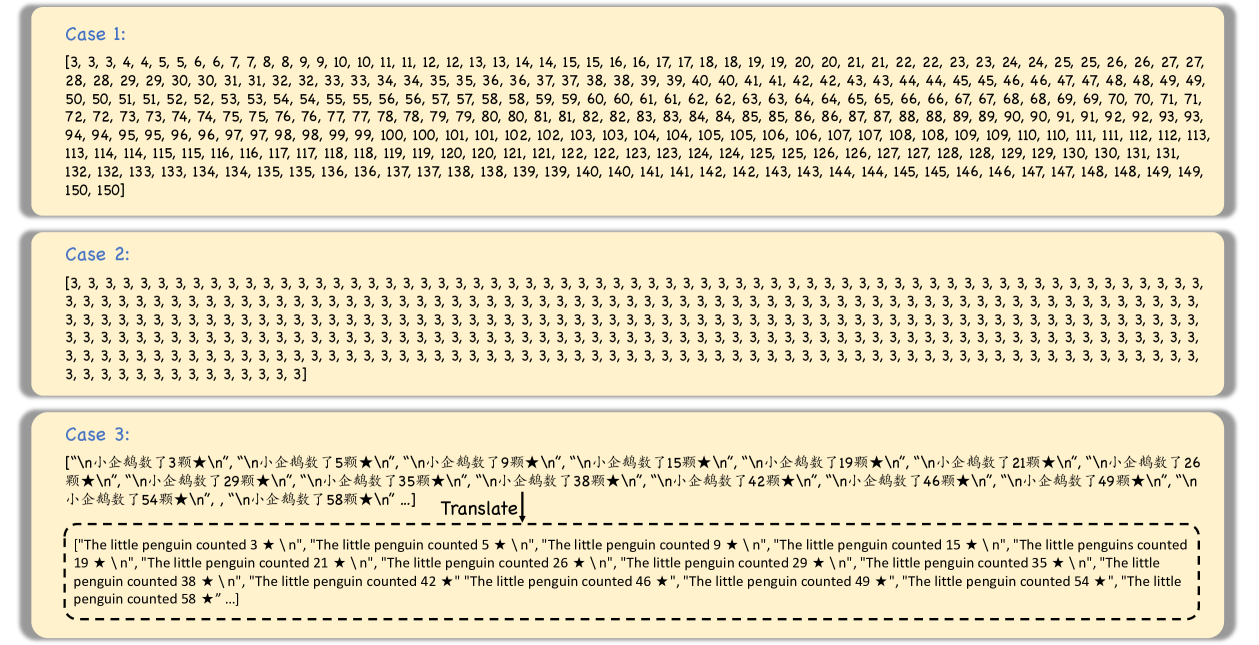 Case 1:
[3, 3, 3, 4, 4, 5, 5, 6, 6, 7, 7, 8, 8, 9, 9, 10, 10, 11, 11, 12, 12, 13, 13, 14, 14, 15, 15, 16, 16, 17, 17, 18, 18, 19, 19, 20, 20, 21, 21, 22, 22, 23, 23, 24, 24, 25, 25, 26, 26, 27, 27,
28, 28, 29, 29, 30, 30, 31, 31, 32, 32, 33, 33, 34, 34, 35, 35, 36, 36, 37, 37, 38, 38, 39, 39, 40, 40, 41, 41, 42, 42, 43, 43, 44, 44, 45, 45, 46, 46, 47, 47, 48, 48, 49, 49,
50, 50, 51, 51, 52, 52, 53, 53, 54, 54, 55, 55, 56, 56, 57, 57, 58, 58, 59, 59, 60, 60, 61, 61, 62, 62, 63, 63, 64, 64, 65, 65, 66, 66, 67, 67, 68, 68, 69, 69, 70, 70, 71, 71,
72, 72, 73, 73, 74, 74, 75, 75, 76, 76, 77, 77, 78, 78, 79, 79, 80, 80, 81, 81, 82, 82, 83, 83, 84, 84, 85, 85, 86, 86, 87, 87, 88, 88, 89, 89, 90, 90, 91, 91, 92, 92, 93, 93,
94, 94, 95, 95, 96, 96, 97, 97, 98, 98, 99, 99, 100, 100, 101, 101, 102, 102, 103, 103, 104, 104, 105, 105, 106, 106, 107, 107, 108, 108, 109, 109, 110, 110, 111, 111, 112, 112, 113,
113, 114, 114, 115, 115, 116, 116, 117, 117, 118, 118, 119, 119, 120, 120, 121, 121, 122, 122, 123, 123, 124, 124, 125, 125, 126, 126, 127, 127, 128, 128, 129, 129, 130, 130, 131, 131,
132, 132, 133, 133, 134, 134, 135, 135, 136, 136, 137, 137, 138, 138, 139, 139, 140, 140, 141, 141, 142, 142, 143, 143, 144, 144, 145, 145, 146, 146, 147, 147, 148, 148, 149, 149,
150, 150]
Case 2:
[3, 3, 3, 3, 3, 3, 3, 3, 3, 3, 3, 3, 3, 3, 3, 3, 3, 3, 3, 3, 3, 3, 3, 3, 3, 3, 3, 3, 3, 3, 3, 3, 3, 3, 3, 3, 3, 3, 3, 3, 3, 3, 3, 3, 3, 3, 3, 3, 3, 3, 3, 3, 3, 3, 3, 3, 3, 3, 3, 3, 3, 3, 3, 3, 3,
3, 3, 3, 3, 3, 3, 3, 3, 3, 3, 3, 3, 3, 3, 3, 3, 3, 3, 3, 3, 3, 3, 3, 3, 3, 3, 3, 3, 3, 3, 3, 3, 3, 3, 3, 3, 3, 3, 3, 3, 3, 3, 3, 3, 3, 3, 3, 3, 3, 3, 3, 3, 3, 3, 3, 3, 3, 3, 3, 3, 3, 3, 3, 3, 3,
3, 3, 3, 3, 3, 3, 3, 3, 3, 3, 3, 3, 3, 3, 3, 3, 3, 3, 3, 3, 3, 3, 3, 3, 3, 3, 3, 3, 3, 3, 3, 3, 3, 3, 3, 3, 3, 3, 3, 3, 3, 3, 3, 3, 3, 3, 3, 3, 3, 3, 3, 3, 3, 3, 3, 3, 3, 3, 3, 3, 3, 3, 3, 3, 3,
3, 3, 3, 3, 3, 3, 3, 3, 3, 3, 3, 3, 3, 3, 3, 3, 3, 3, 3, 3, 3, 3, 3, 3, 3, 3, 3, 3, 3, 3, 3, 3, 3, 3, 3, 3, 3, 3, 3, 3, 3, 3, 3, 3, 3, 3, 3, 3, 3, 3, 3, 3, 3, 3, 3, 3, 3, 3, 3, 3, 3, 3, 3, 3, 3,
3, 3, 3, 3, 3, 3, 3, 3, 3, 3, 3, 3, 3, 3, 3, 3, 3, 3, 3, 3, 3, 3, 3, 3, 3, 3, 3, 3, 3, 3, 3, 3, 3, 3, 3, 3, 3, 3, 3, 3, 3, 3, 3, 3, 3, 3, 3, 3, 3, 3, 3, 3, 3, 3, 3, 3, 3, 3, 3, 3, 3, 3, 3, 3, 3,
3, 3, 3, 3, 3, 3, 3, 3, 3, 3, 3, 3, 3, 3]
Case 3:
[“\n小企鹅数了3颗★\n”, “\n小企鹅数了5颗★\n”, “\n小企鹅数了9颗★\n”, “\n小企鹅数了15颗★\n”, “\n小企鹅数了19颗★\n”, “\n小企鹅数了21颗★\n”, “\n小企鹅数了26
颗★\n”, “\n小企鹅数了29颗★\n”, “\n小企鹅数了35颗★\n”, “\n小企鹅数了38颗★\n”, “\n小企鹅数了42颗★\n”, “\n小企鹅数了46颗★\n”, “\n小企鹅数了49颗★\n”, “\n
小企鹅数了54颗★\n”, , “\n小企鹅数了58颗★\n” …]
Translate
["The little penguin counted 3 ★ \ n", "The little penguin counted 5 ★ \ n", "The little penguin counted 9 ★ \ n", "The little penguin counted 15 ★ \ n", "The little penguins counted
19 ★ \ n", "The little penguin counted 21 ★ \ n", "The little penguin counted 26 ★ \ n", "The little penguin counted 29 ★ \ n", "The little penguin counted 35 ★ \ n", "The little
penguin counted 38 ★ \ n", "The little penguin counted 42 ★" "The little penguin counted 46 ★", "The little penguin counted 49 ★", "The little penguin counted 54 ★", "The little
penguin counted 58 ★” …]